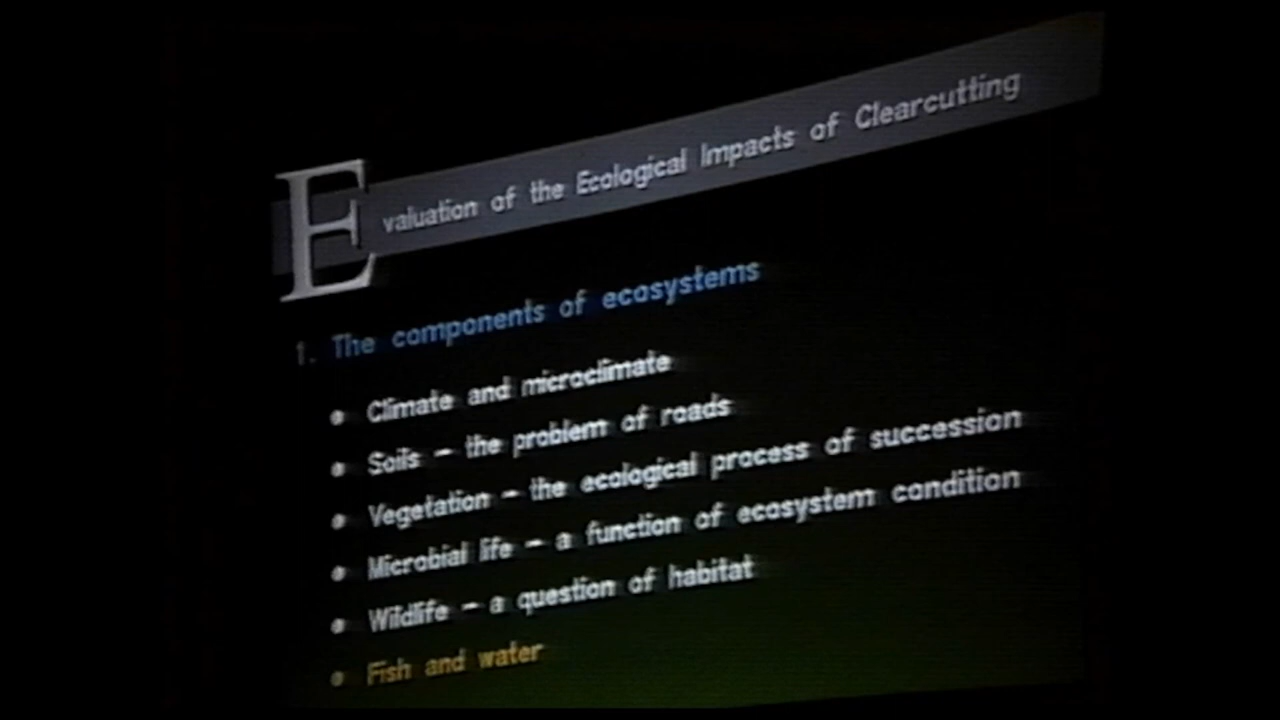 Evaluation of the Ecological Impacts of Clearcutting
1. The components of ecosystems
• Climate and microclimate
• Soils - the problem of roads
• Vegetation - the ecological process of succession
• Microbial life - a function of ecosystem condition
• Wildlife - a question of habitat
• Fish and water